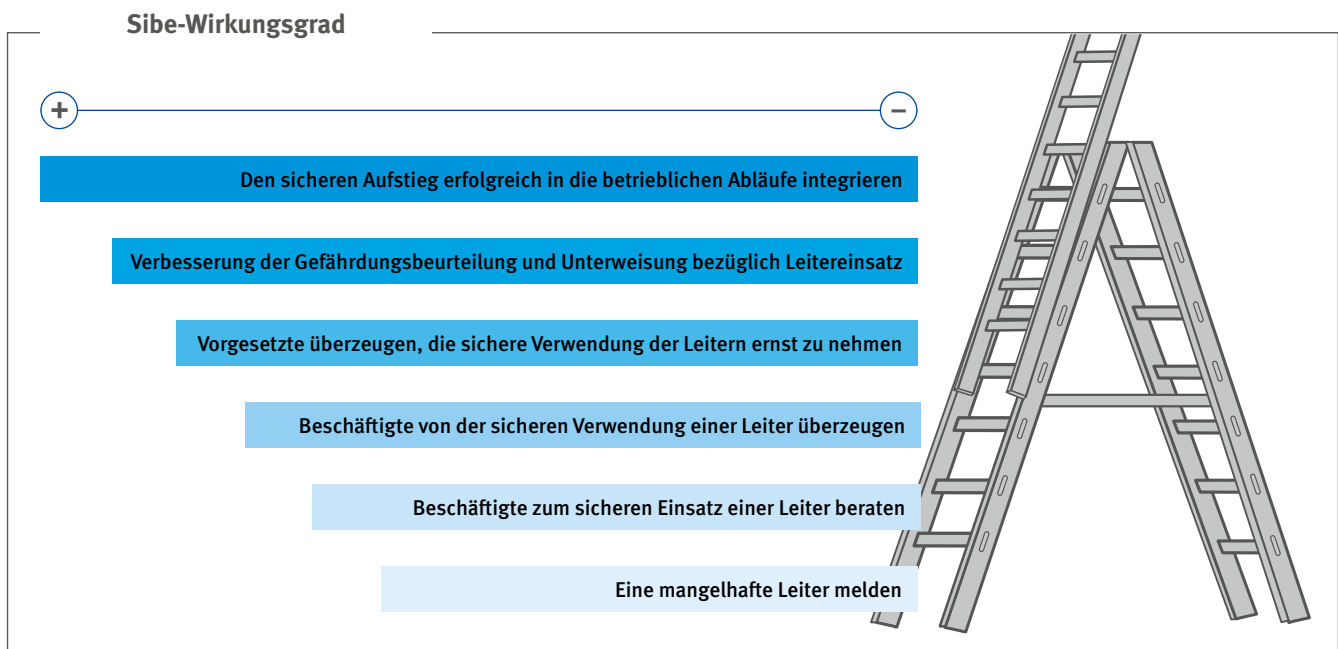 Sibe-Wirkungsgrad
+
–
Den sicheren Aufstieg erfolgreich in die betrieblichen Abläufe integrieren
Verbesserung der Gefährdungsbeurteilung und Unterweisung bezüglich Leitereinsatz
Vorgesetzte überzeugen, die sichere Verwendung der Leitern ernst zu nehmen
Beschäftigte von der sicheren Verwendung einer Leiter überzeugen
Beschäftigte zum sicheren Einsatz einer Leiter beraten
Eine mangelhafte Leiter melden